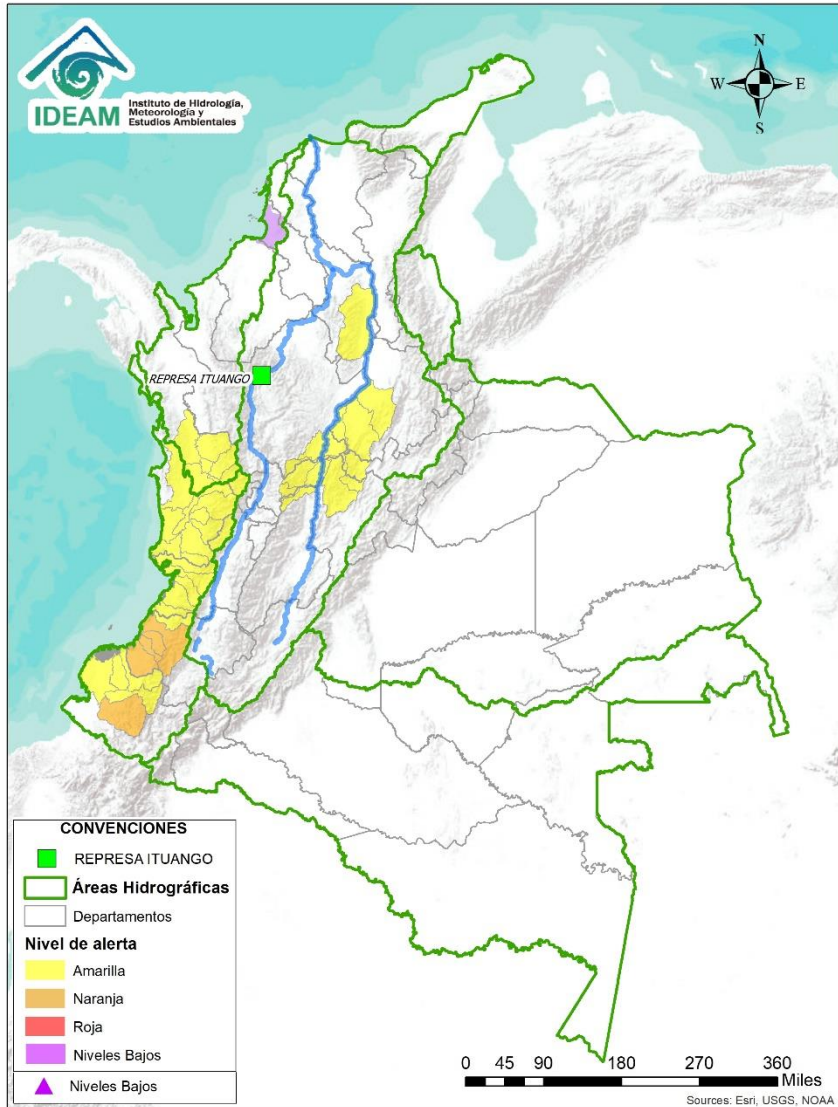 IDEAM
Instituto de Hidrología,
Meteorología y
Estudios Ambientales
N
W
E
S
REPRESA ITUANGO
CONVENCIONES
REPRESA ITUANGO
Áreas Hidrográficas
Departamentos
Nivel de alerta
Amarilla
Naranja
Roja
Niveles Bajos
Niveles Bajos
0 45 90 180 270 360
Miles
Sources: Esri, USGS, NOAA